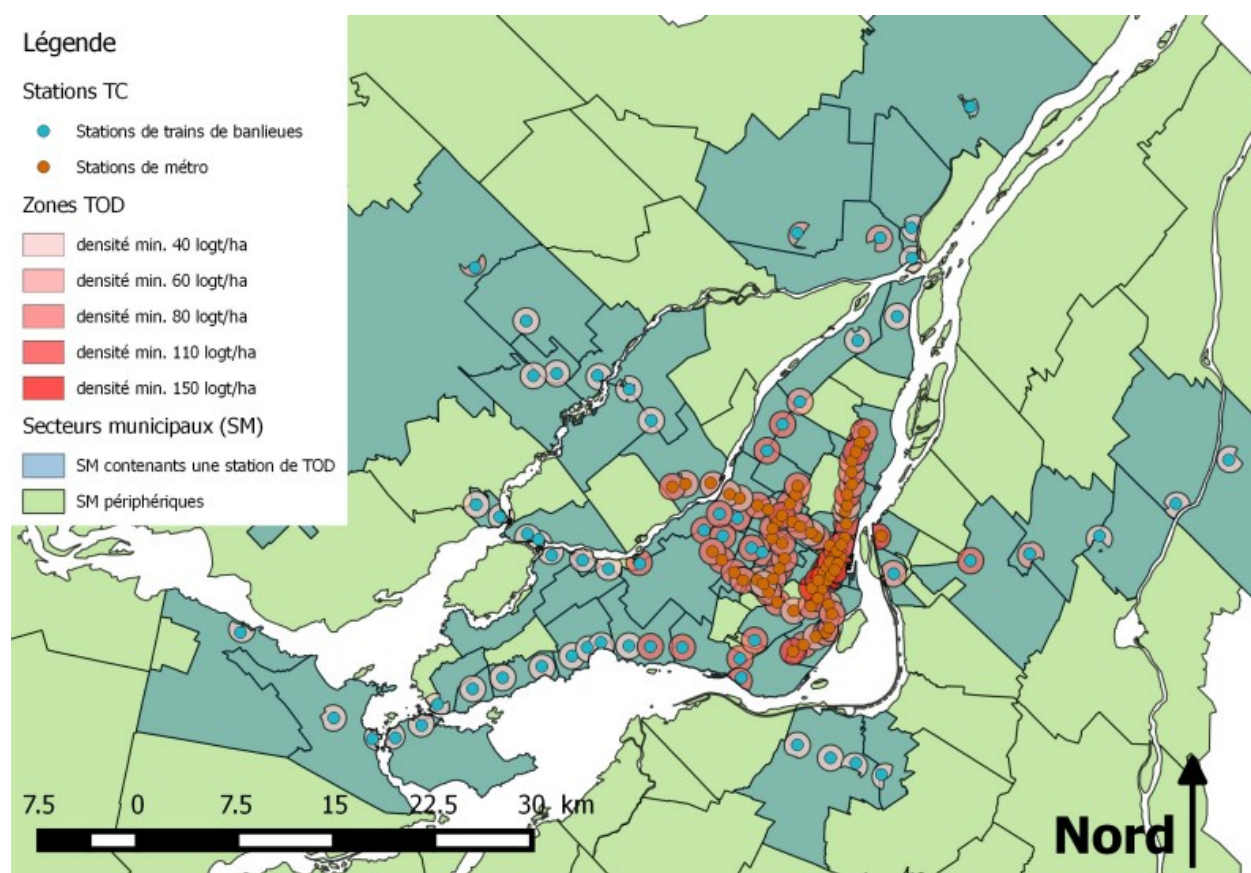 Légende
Stations TC
Stations de trains de banlieues
Stations de métro
Zones TOD
densité min. 40 logt/ha
densité min. 60 logt/ha
densité min. 80 logt/ha
densité min. 110 logt/ha
densité min. 150 logt/ha
Secteurs municipaux (SM)
SM contenants une station de TOD
SM périphériques
7.5 0 7.5 15 22.5 30 km
Nord